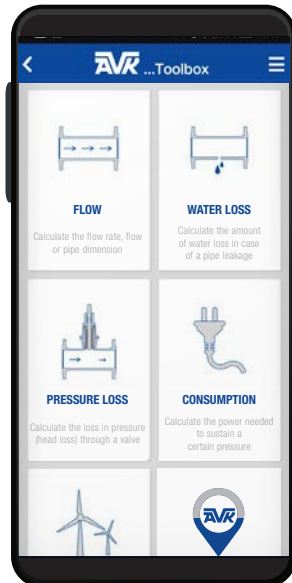 AVK ...Toolbox
FLOW
Calculate the flow rate, flow
or pipe dimension
WATER LOSS
Calculate the amount
of water loss in case
of a pipe leakage
PRESSURE LOSS
Calculate the loss in pressure
(head loss) through a valve
CONSUMPTION
Calculate the power needed
to sustain a
certain pressure
AVK